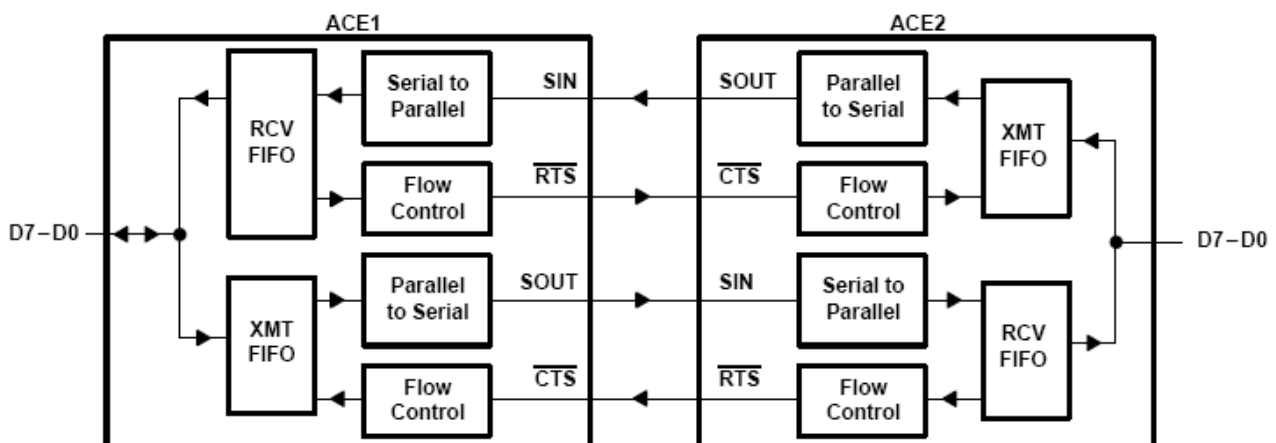 ACE1
ACE2
RCV
FIFO
Serial to
Parallel
SIN
SOUT
Parallel
to Serial
XMT
FIFO
Flow
Control
RTS
CTS
Flow
Control
D7–D0
D7–D0
XMT
FIFO
Parallel
to Serial
SOUT
SIN
Serial to
Parallel
RCV
FIFO
Flow
Control
CTS
RTS
Flow
Control